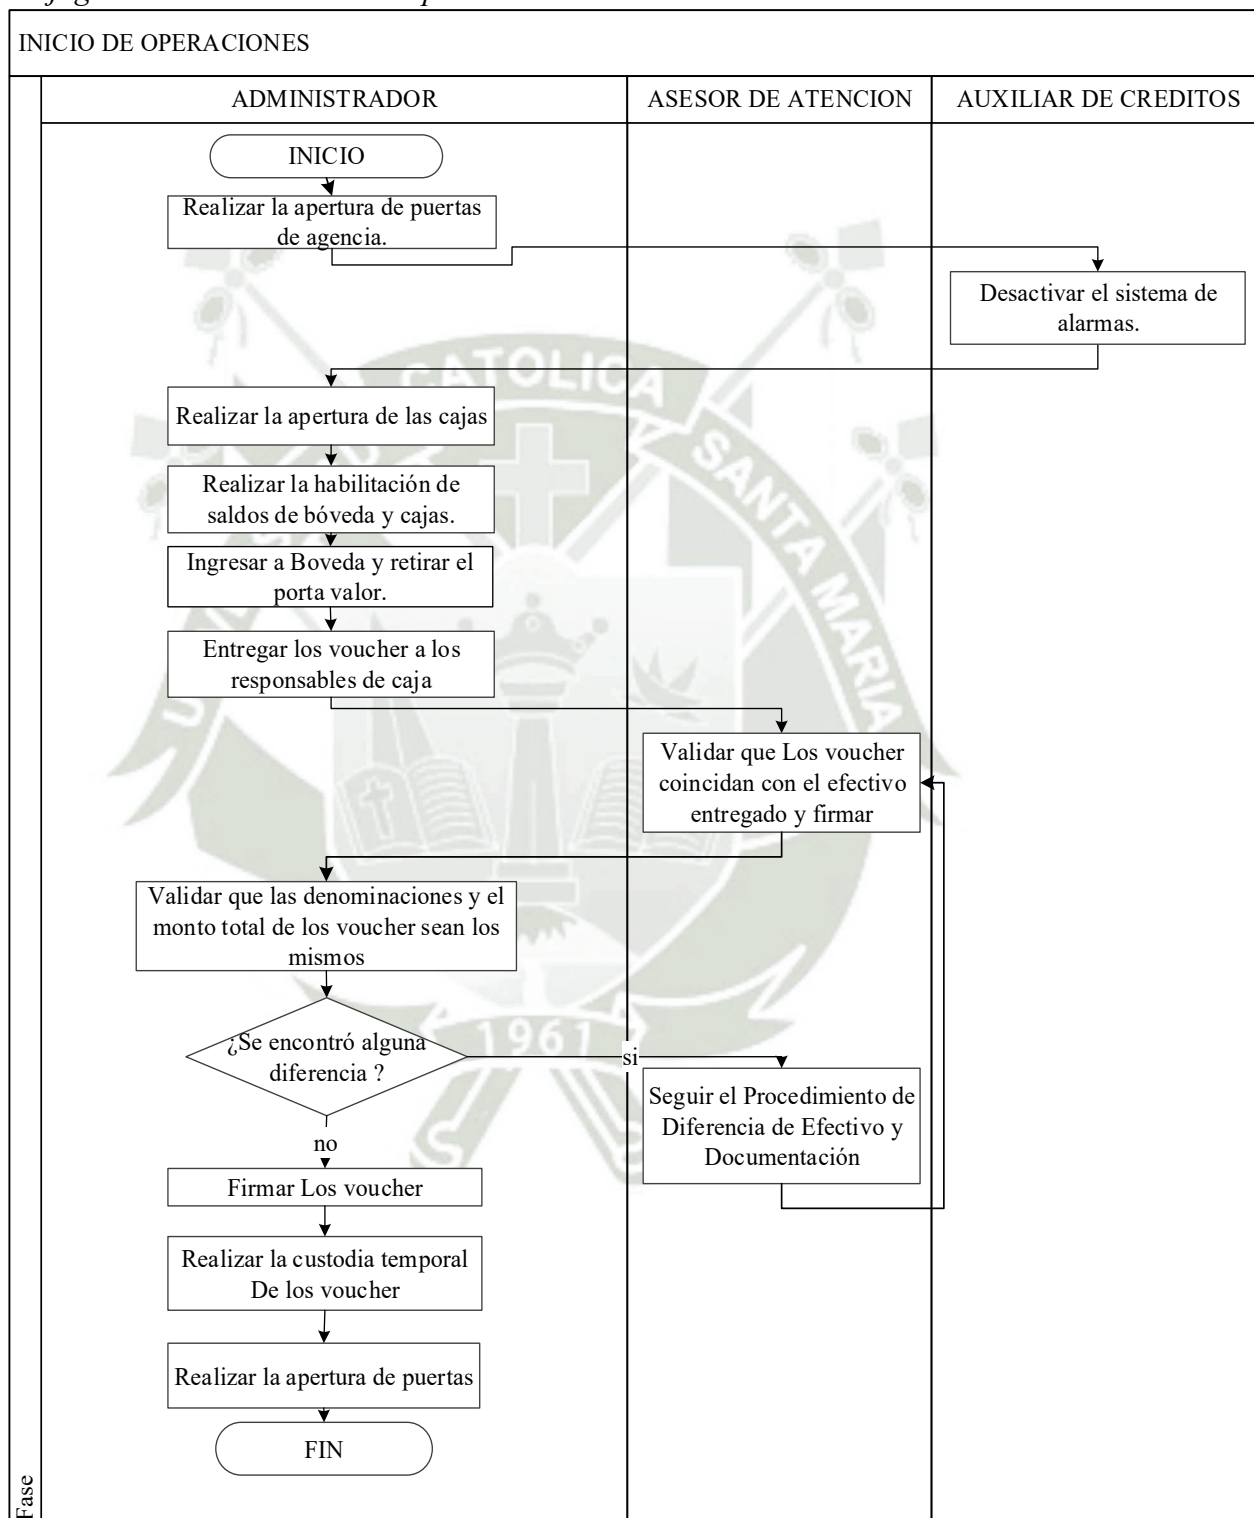 INICIO DE OPERACIONES
ADMINISTRADOR
ASESOR DE ATENCION
AUXILIAR DE CREDITOS
INICIO
Realizar la apertura de puertas
de agencia.
Desactivar el sistema de
alarmas.
Realizar la apertura de las cajas
Realizar la habilitación de
saldos de bóveda y cajas.
Ingresar a Boveda y retirar el
porta valor.
Entregar los voucher a los
responsables de caja
Validar que Los voucher
coincidan con el efectivo
entregado y firmar
Validar que las denominaciones y el
monto total de los voucher sean los
mismos
¿Se encontró alguna
diferencia ?
si
Seguir el Procedimiento de
Diferencia de Efectivo y
Documentación
no
Firmar Los voucher
Realizar la custodia temporal
De los voucher
Realizar la apertura de puertas
FIN
Fase
CATOLICA
SANTA MARIA
1961